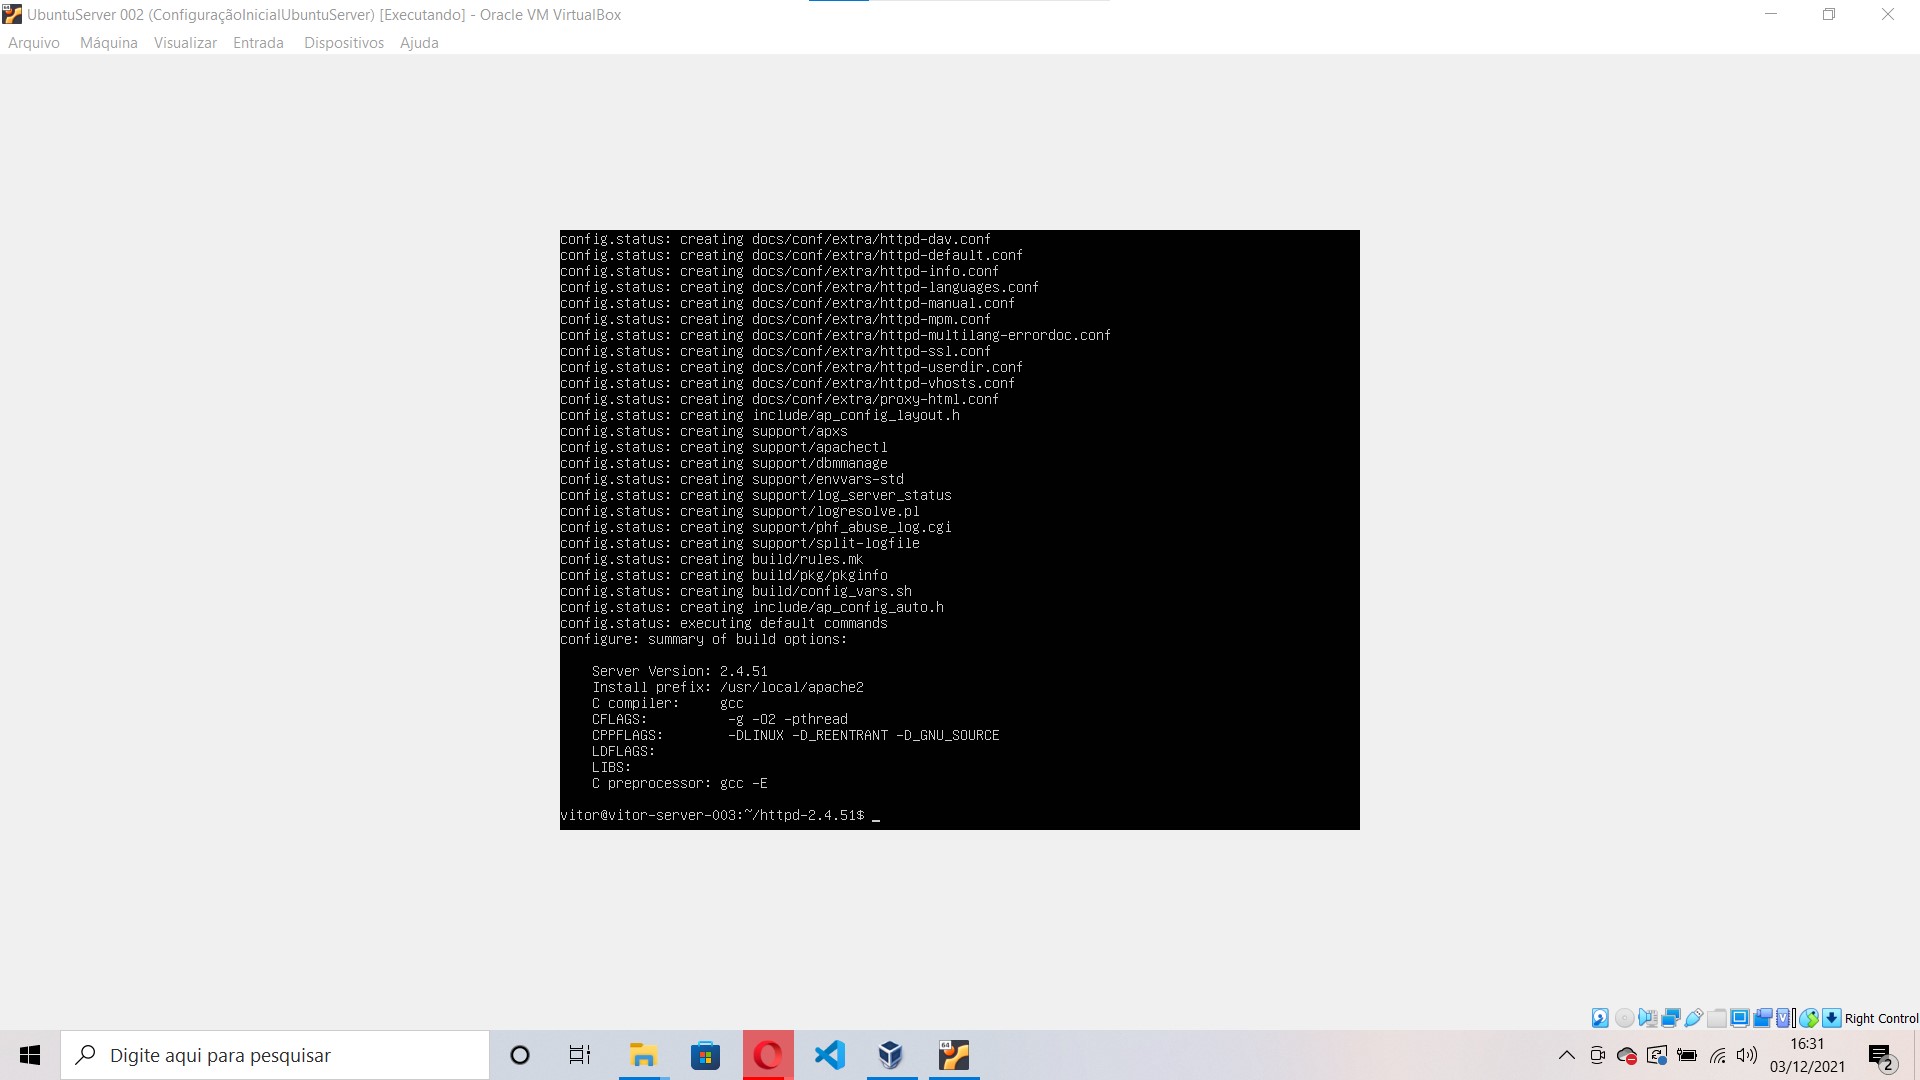 UbuntuServer 002 (ConfiguraçãoInicialUbuntuServer) [Executando] - Oracle VM VirtualBox
Arquivo Máquina Visualizar Entrada Dispositivos Ajuda
config.status: creating docs/conf/extra/httpd-dav.conf
config.status: creating docs/conf/extra/httpd-default.conf
config.status: creating docs/conf/extra/httpd-info.conf
config.status: creating docs/conf/extra/httpd-languages.conf
config.status: creating docs/conf/extra/httpd-manual.conf
config.status: creating docs/conf/extra/httpd-mpm.conf
config.status: creating docs/conf/extra/httpd-multilang-errordoc.conf
config.status: creating docs/conf/extra/httpd-ssl.conf
config.status: creating docs/conf/extra/httpd-userdir.conf
config.status: creating docs/conf/extra/httpd-vhosts.conf
config.status: creating docs/conf/extra/proxy-html.conf
config.status: creating include/ap_config_layout.h
config.status: creating support/apxs
config.status: creating support/apachectl
config.status: creating support/dbmmanage
config.status: creating support/envvars-std
config.status: creating support/log_server_status
config.status: creating support/logresolve.pl
config.status: creating support/phf_abuse_log.cgi
config.status: creating support/split-logfile
config.status: creating build/rules.mk
config.status: creating build/pkg/pkginfo
config.status: creating build/config_vars.sh
config.status: creating include/ap_config_auto.h
config.status: executing default commands
configure: summary of build options:
Server Version: 2.4.51
Install prefix: /usr/local/apache2
C compiler: gcc
CFLAGS: -g -O2 -pthread
CPPFLAGS: -DLINUX -D_REENTRANT -D_GNU_SOURCE
LDFLAGS:
LIBS:
C preprocessor: gcc -E
vitor@vitor-server-003:~/httpd-2.4.51$ _
Right Control
Digite aqui para pesquisar
64
16:31
03/12/2021
2